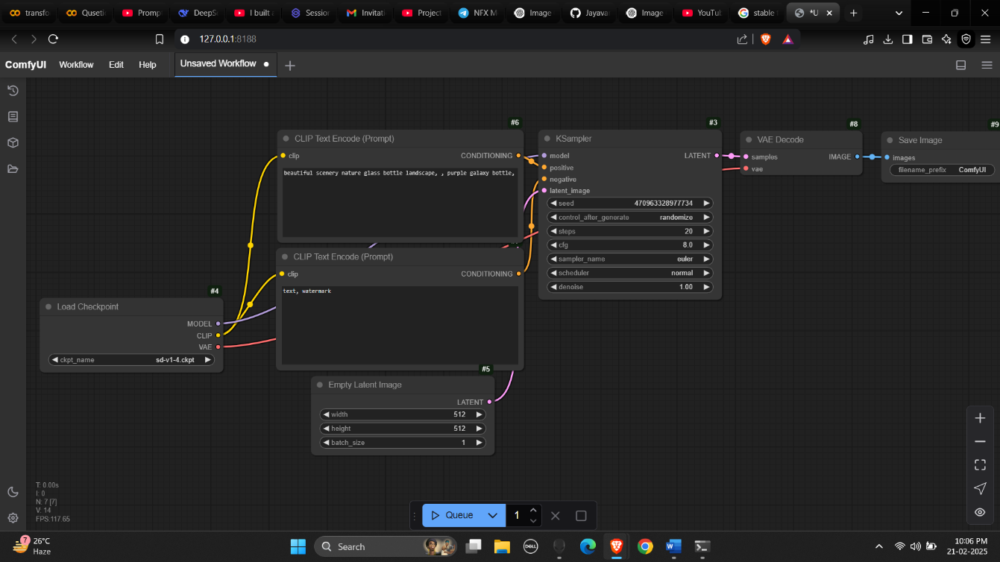 transfo
Qusetio
Promp
DeepSe
I built a
Session
Invitati
Project
NFX M
Image
Jayavar
Image
YouTub
stable
*U
127.0.0.1:8188
ComfyUI
Workflow
Edit
Help
Unsaved Workflow
#6
#3
#8
#9
CLIP Text Encode (Prompt)
KSampler
VAE Decode
Save Image
clip
CONDITIONING
model
LATENT
samples
IMAGE
images
positive
vae
filename_prefix
ComfyUI
beautiful scenery nature glass bottle landscape, , purple galaxy bottle,
negative
latent_image
seed
470963328977734
control_after_generate
randomize
steps
20
cfg
8.0
sampler_name
euler
scheduler
normal
denoise
1.00
CLIP Text Encode (Prompt)
clip
CONDITIONING
text, watermark
#4
Load Checkpoint
MODEL
CLIP
VAE
ckpt_name
sd-v1-4.ckpt
#5
Empty Latent Image
LATENT
width
512
height
512
batch_size
1
T: 0.00s
I: 0
N: 7 [7]
V: 14
FPS:117.65
Queue
1
7
26°C
Haze
Search
DELL
10:06 PM
21-02-2025